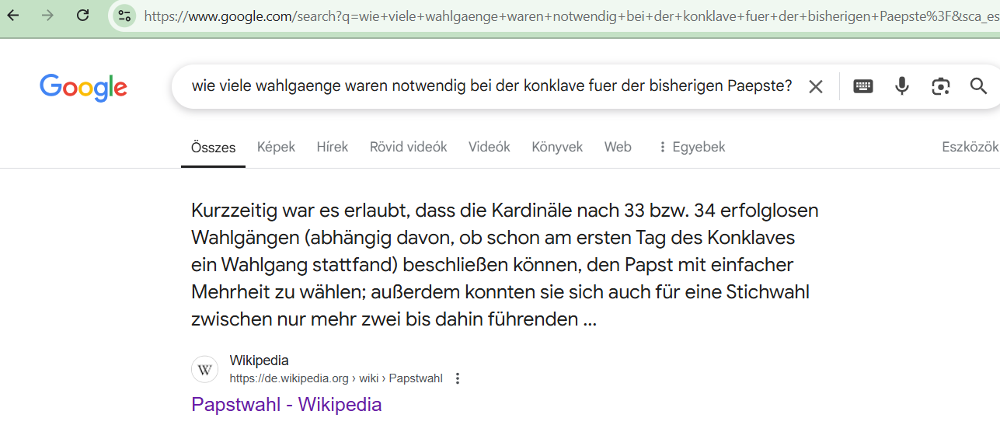 https://www.google.com/search?q=wie+viele+wahlgaenge+waren+notwendig+bei+der+konklave+fuer+der+bisherigen+Paepste%3F&sca_es
Google
wie viele wahlgaenge waren notwendig bei der konklave fuer der bisherigen Paepste?
Összes Képek Hírek Rövid videók Videók Könyvek Web Egyebek Eszközök
Kurzzeitig war es erlaubt, dass die Kardinäle nach 33 bzw. 34 erfolglosen
Wahlgängen (abhängig davon, ob schon am ersten Tag des Konklaves
ein Wahlgang stattfand) beschließen können, den Papst mit einfacher
Mehrheit zu wählen; außerdem konnten sie sich auch für eine Stichwahl
zwischen nur mehr zwei bis dahin führenden ...
W
Wikipedia
https://de.wikipedia.org › wiki › Papstwahl
Papstwahl - Wikipedia